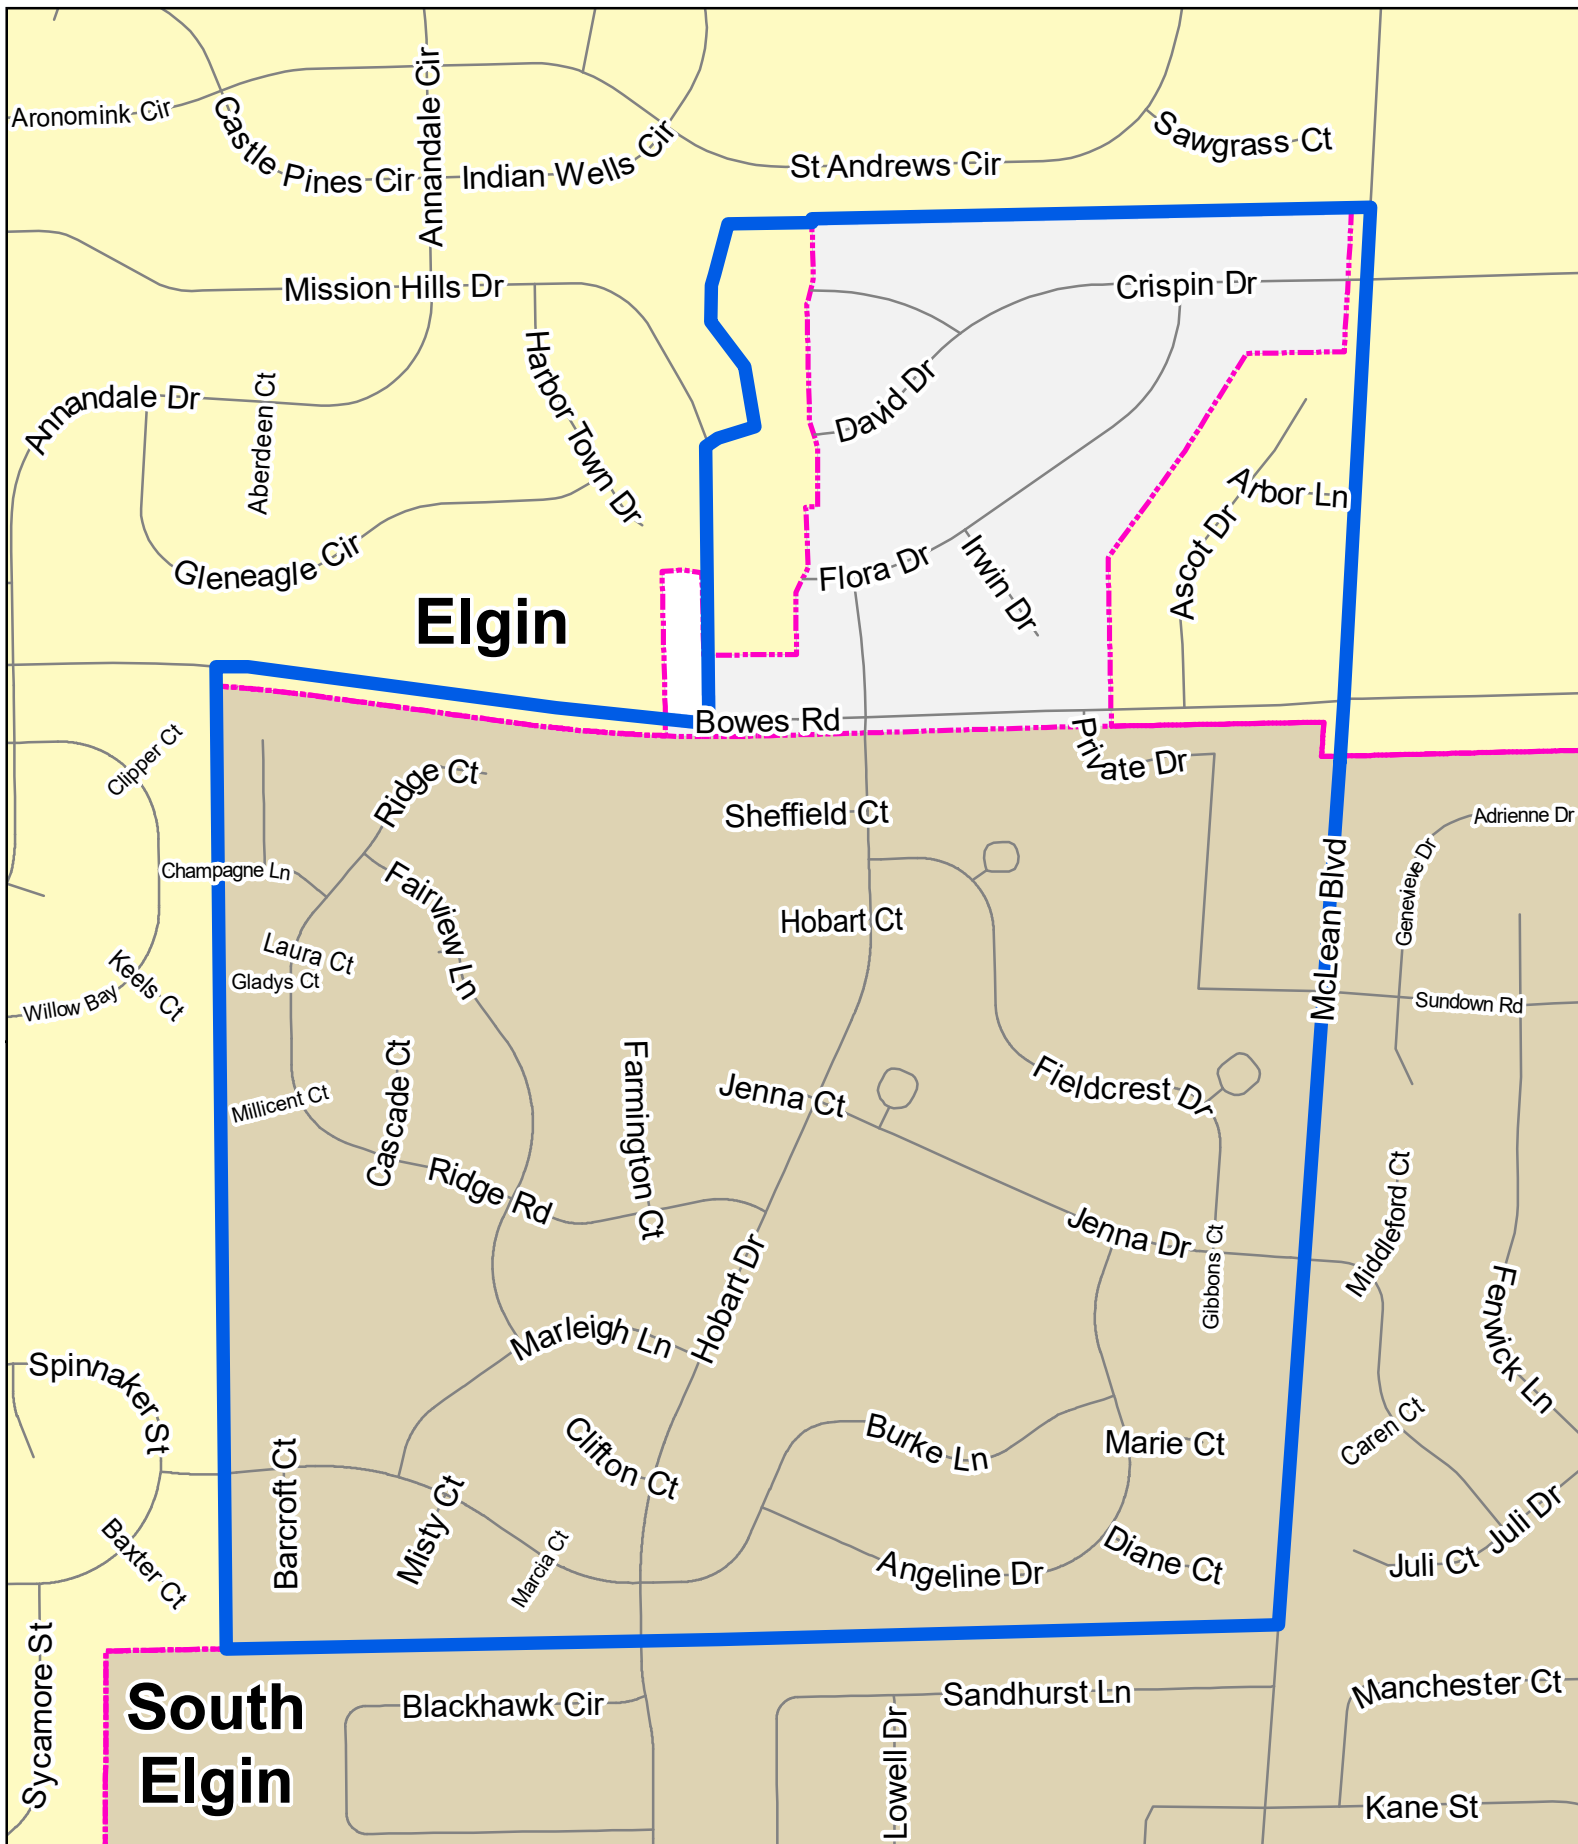 Aronomink Cir
Castle Pines Cir
Annandale Cir
Indian Wells Cir
St Andrews Cir
Sawgrass Ct
Mission Hills Dr
Crispin Dr
Harbor Town Dr
Annandale Dr
Aberdeen Ct
David Dr
Arbor Ln
Ascot Dr
Gleneagle Cir
Flora Dr
Irwin Dr
Elgin
Bowes Rd
Private Dr
Clipper Ct
Ridge Ct
Sheffield Ct
Adrienne Dr
Champagne Ln
Fairview Ln
Hobart Ct
McLean Blvd
Genevieve Dr
Laura Ct
Gladys Ct
Keels Ct
Willow Bay
Sundown Rd
Millicent Ct
Cascade Ct
Farmington Ct
Jenna Ct
Fieldcrest Dr
Ridge Rd
Jenna Dr
Gibbons Ct
Middleford Ct
Hobart Dr
Marleigh Ln
Fenwick Ln
Spinnaker St
Barcroft Ct
Misty Ct
Clifton Ct
Burke Ln
Marie Ct
Caren Ct
Baxter Ct
Marcia Ct
Angeline Dr
Diane Ct
Juli Ct
Juli Dr
Sycamore St
South
Elgin
Blackhawk Cir
Sandhurst Ln
Manchester Ct
Lowell Dr
Kane St